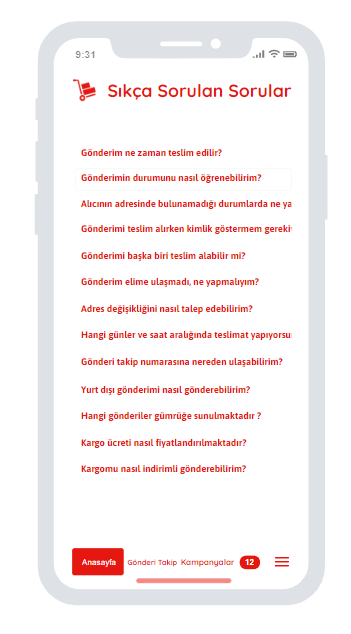 9:31
Sıkça Sorulan Sorular
Gönderim ne zaman teslim edilir?
Gönderimin durumunu nasıl öğrenebilirim?
Alıcının adresinde bulunamadığı durumlarda ne ya
Gönderimi teslim alırken kimlik göstermem gereki
Gönderimi başka biri teslim alabilir mi?
Gönderim elime ulaşmadı, ne yapmalıyım?
Adres değişikliğini nasıl talep edebilirim?
Hangi günler ve saat aralığında teslimat yapıyorsu
Gönderi takip numarasına nereden ulaşabilirim?
Yurt dışı gönderimi nasıl gönderebilirim?
Hangi gönderiler gümrüğe sunulmaktadır ?
Kargo ücreti nasıl fiyatlandırılmaktadır?
Kargomu nasıl indirimli gönderebilirim?
Anasayfa Gönderi Takip Kampanyalar 12